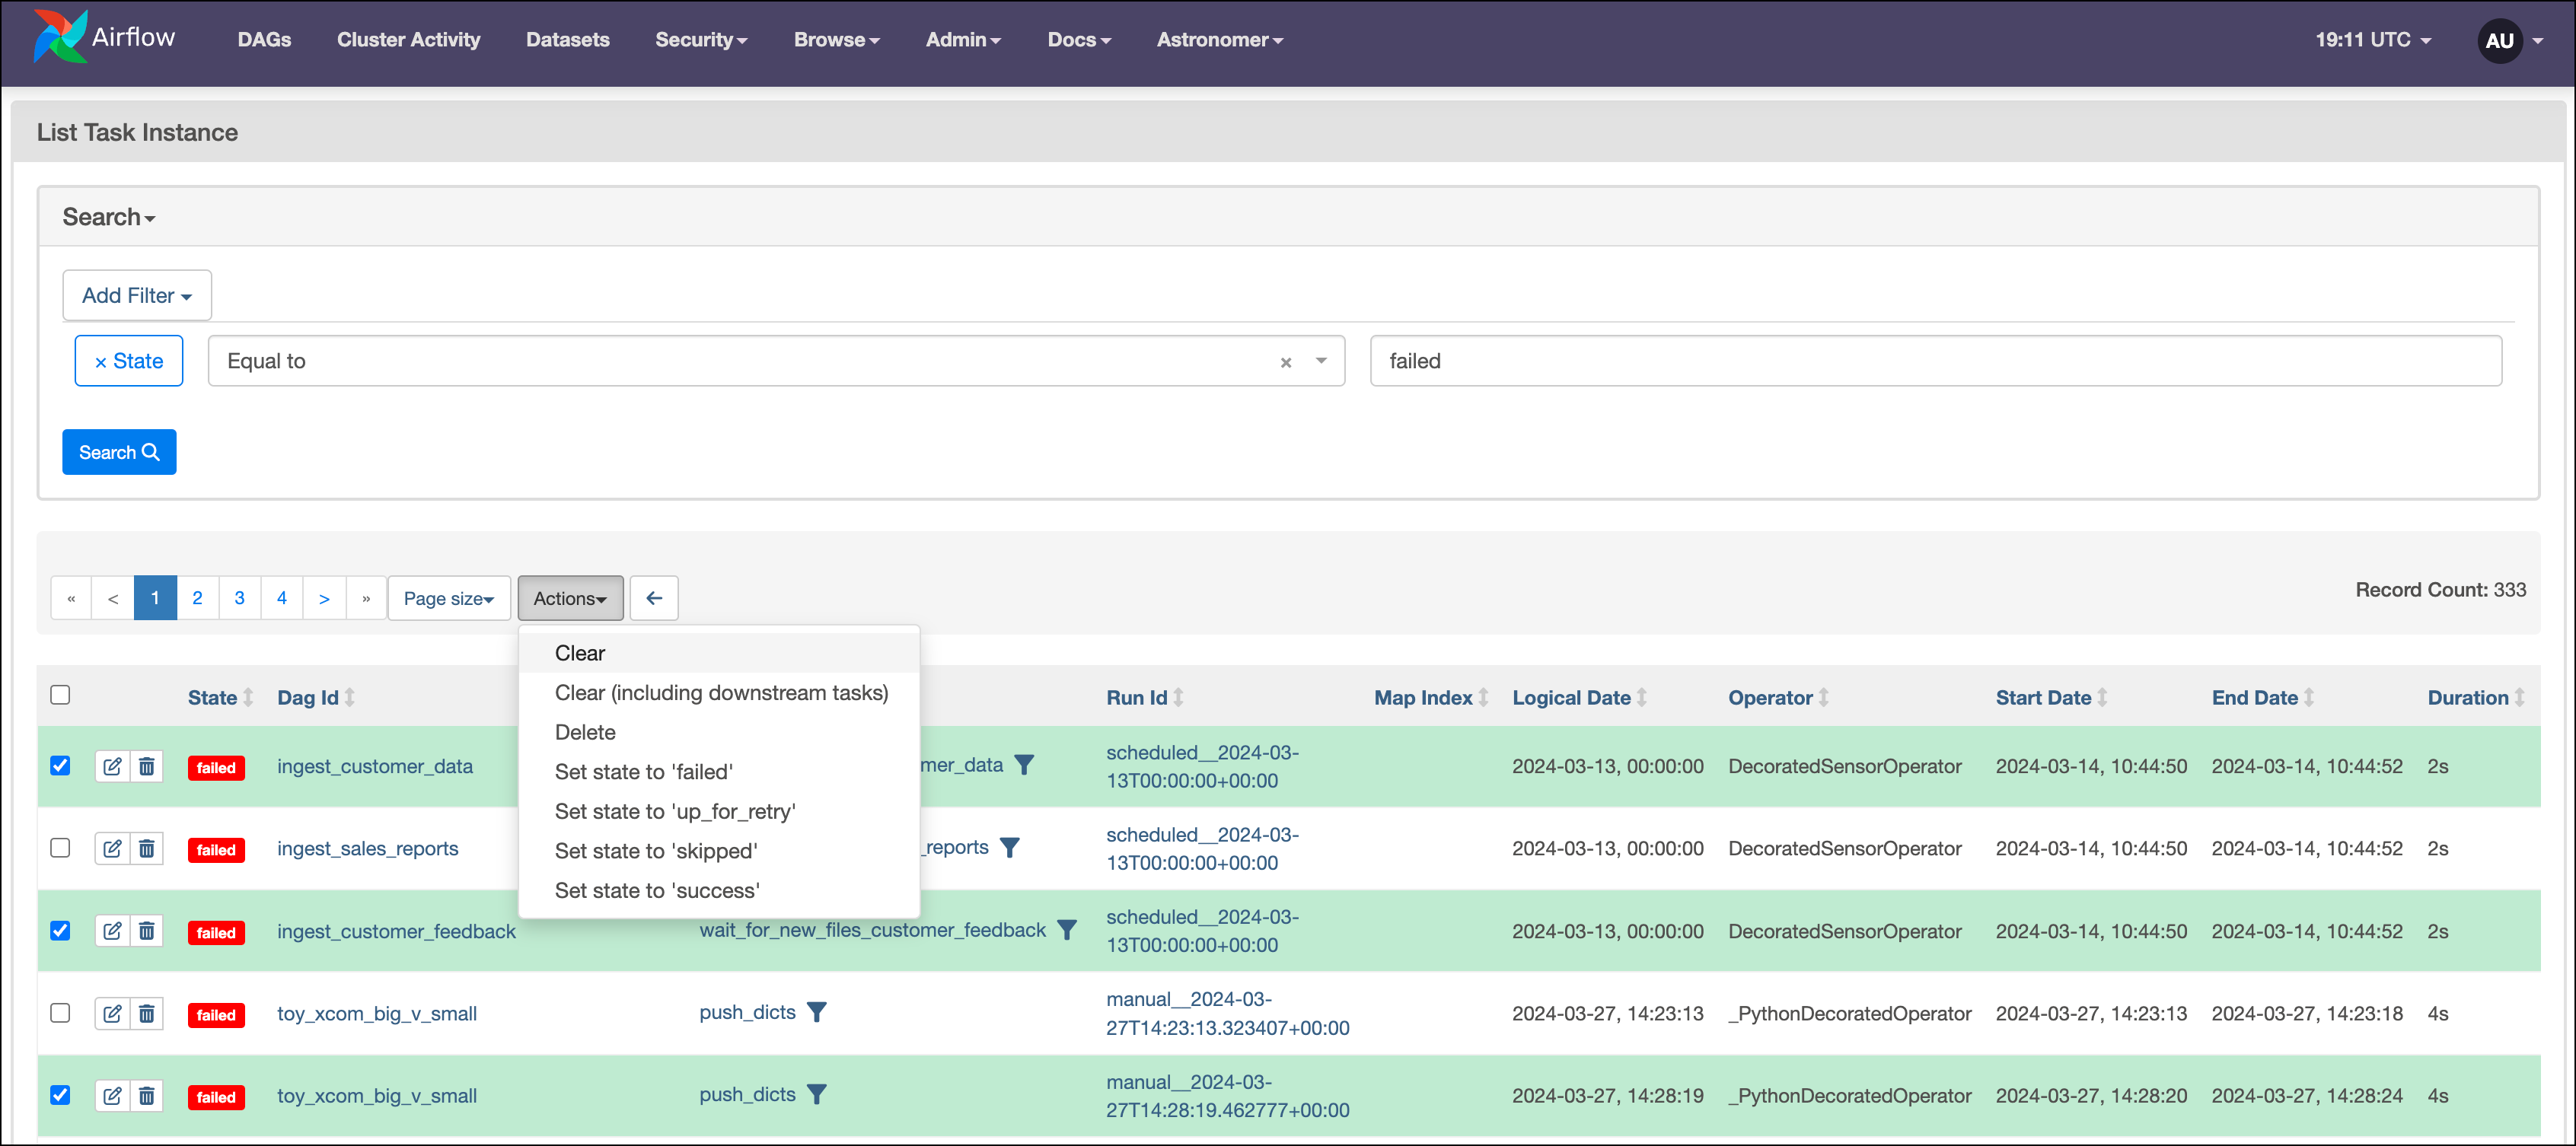 Airflow DAGs Cluster Activity Datasets Security Browse Admin Docs Astronomer 19:11 UTC AU
List Task Instance
Search
Add Filter
× State Equal to × failed
Search
« < 1 2 3 4 > » Page size Actions Record Count: 333
Clear
Clear (including downstream tasks)
Delete
Set state to 'failed'
Set state to 'up_for_retry'
Set state to 'skipped'
Set state to 'success'
State Dag Id Run Id Map Index Logical Date Operator Start Date End Date Duration
failed ingest_customer_data mer_data scheduled__2024-03-
13T00:00:00+00:00 2024-03-13, 00:00:00 DecoratedSensorOperator 2024-03-14, 10:44:50 2024-03-14, 10:44:52 2s
failed ingest_sales_reports _reports scheduled__2024-03-
13T00:00:00+00:00 2024-03-13, 00:00:00 DecoratedSensorOperator 2024-03-14, 10:44:50 2024-03-14, 10:44:52 2s
failed ingest_customer_feedback wait_for_new_files_customer_feedback scheduled__2024-03-
13T00:00:00+00:00 2024-03-13, 00:00:00 DecoratedSensorOperator 2024-03-14, 10:44:50 2024-03-14, 10:44:52 2s
failed toy_xcom_big_v_small push_dicts manual__2024-03-
27T14:23:13.323407+00:00 2024-03-27, 14:23:13 _PythonDecoratedOperator 2024-03-27, 14:23:13 2024-03-27, 14:23:18 4s
failed toy_xcom_big_v_small push_dicts manual__2024-03-
27T14:28:19.462777+00:00 2024-03-27, 14:28:19 _PythonDecoratedOperator 2024-03-27, 14:28:20 2024-03-27, 14:28:24 4s